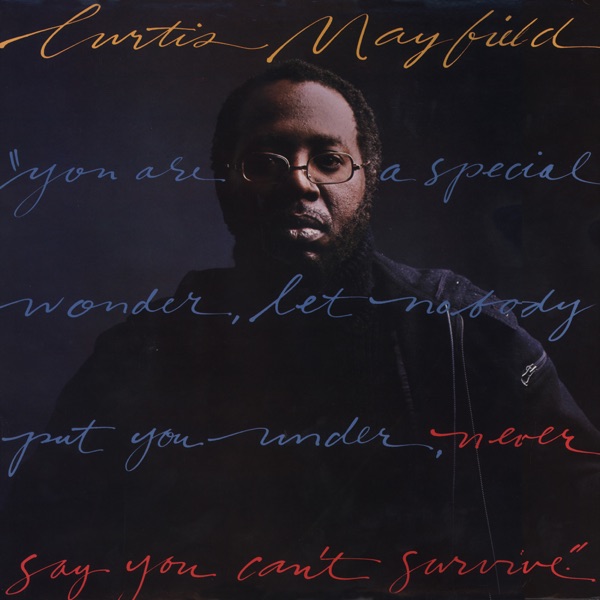 Curtis Mayfield
"you are a special
wonder, let nobody
put you under, never
say you can't survive."